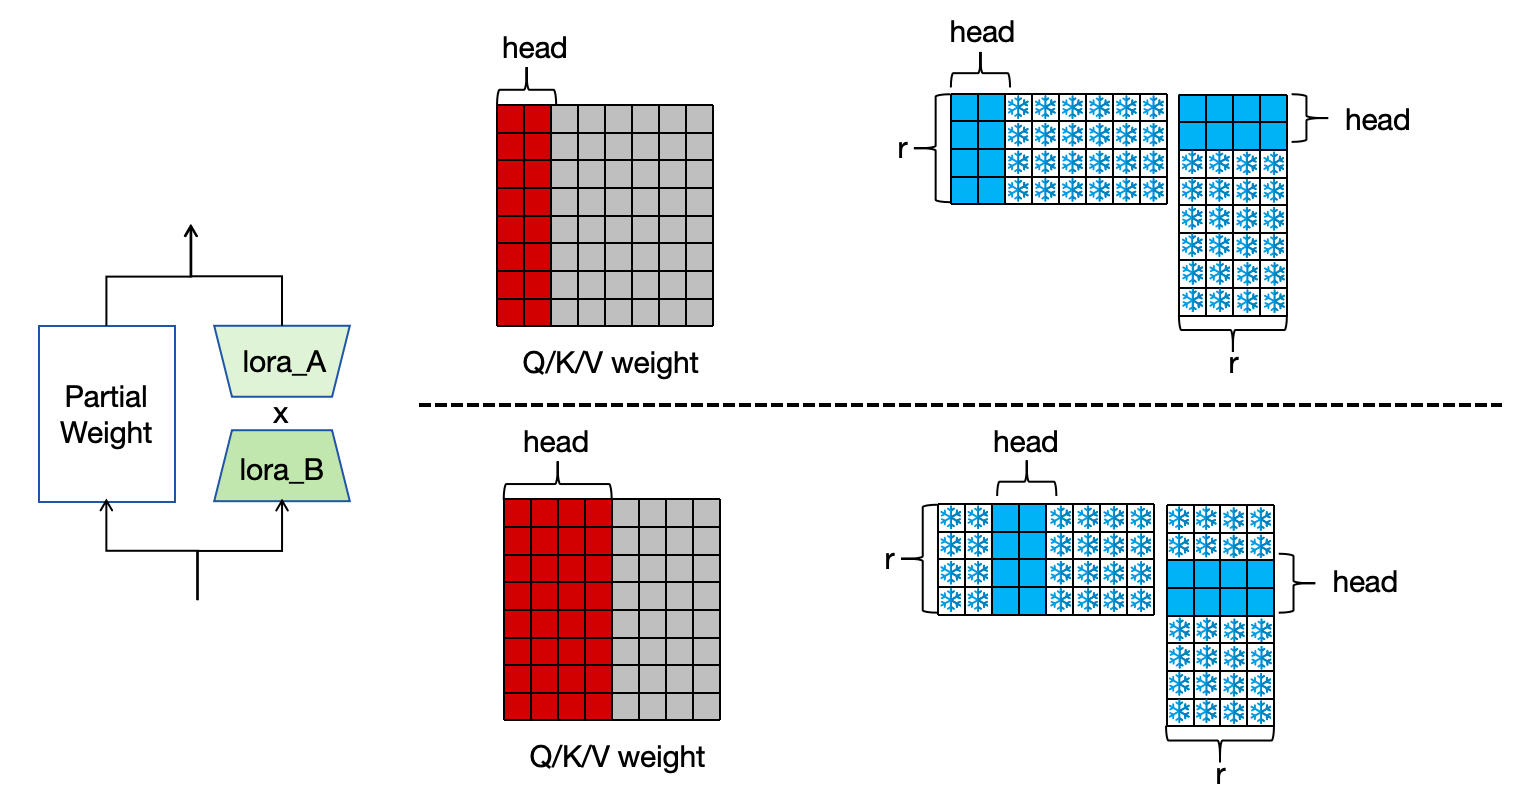 Partial
Weight
lora_A
x
lora_B
head
Q/K/V weight
head
r
head
r
head
Q/K/V weight
head
r
head
r